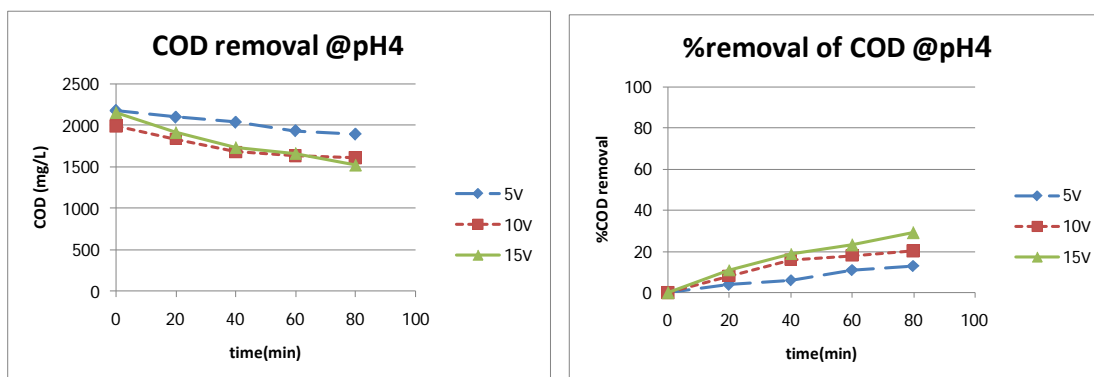 COD removal @pH4
2500
2000
1500
1000
500
0
COD (mg/L)
0 20 40 60 80 100
time(min)
5V
10V
15V
%removal of COD @pH4
100
80
60
40
20
0
%COD removal
0 20 40 60 80 100
time(min)
5V
10V
15V